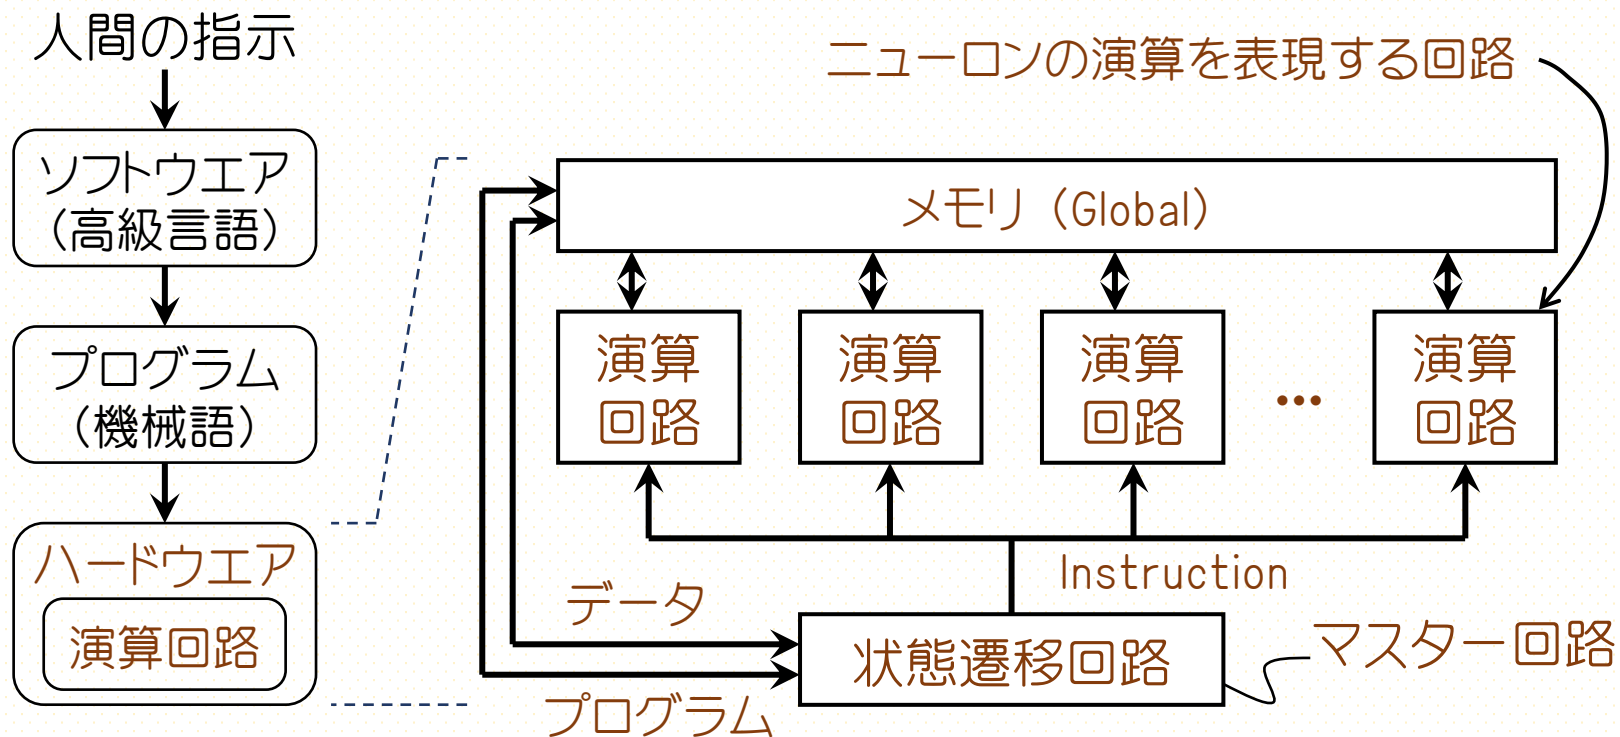 人間の指示
ソフトウエア
（高級言語）
プログラム
（機械語）
ハードウエア
演算回路
ニューロンの演算を表現する回路
メモリ（Global）
演算
回路
演算
回路
演算
回路
…
演算
回路
Instruction
データ
状態遷移回路
マスター回路
プログラム